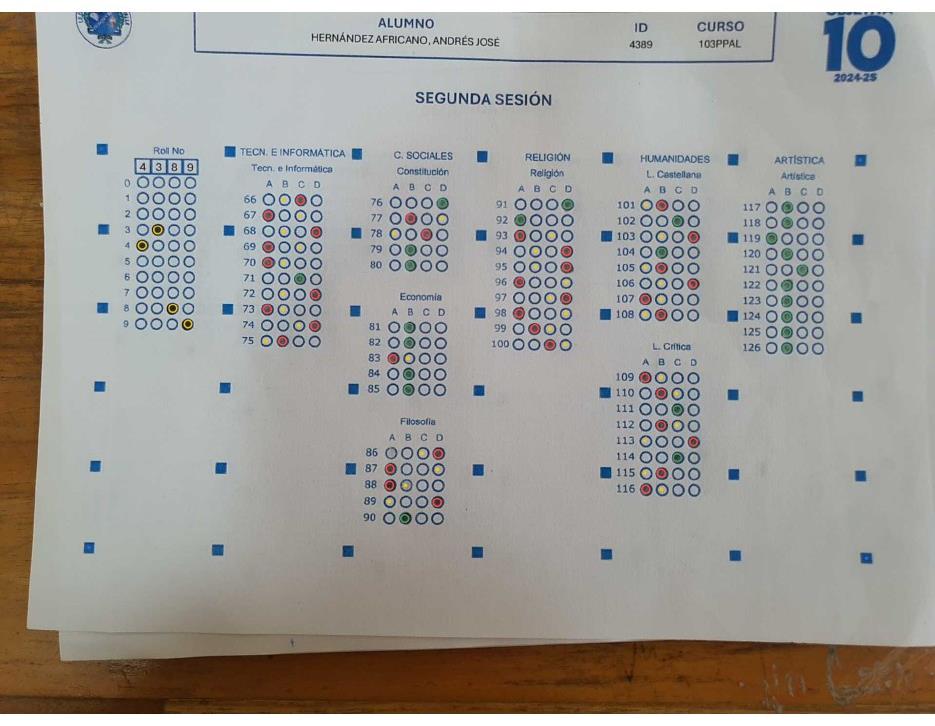 ALUMNO
HERNÁNDEZ AFRICANO, ANDRÉS JOSÉ
ID
4389
CURSO
103PPAL
10
2024-2S
SEGUNDA SESIÓN
Roll No
4 3 8 9
0
1
2
3
4
5
6
7
8
9
TECN. E INFORMÁTICA
Tecn. e Informática
A B C D
66
67
68
69
70
71
72
73
74
75
C. SOCIALES
Constitución
A B C D
76
77
78
79
80
Economía
A B C D
81
82
83
84
85
Filosofía
A B C D
86
87
88
89
90
RELIGIÓN
Religión
A B C D
91
92
93
94
95
96
97
98
99
100
HUMANIDADES
L. Castellana
A B C D
101
102
103
104
105
106
107
108
L. Crítica
A B C D
109
110
111
112
113
114
115
116
ARTÍSTICA
Artística
A B C D
117
118
119
120
121
122
123
124
125
126